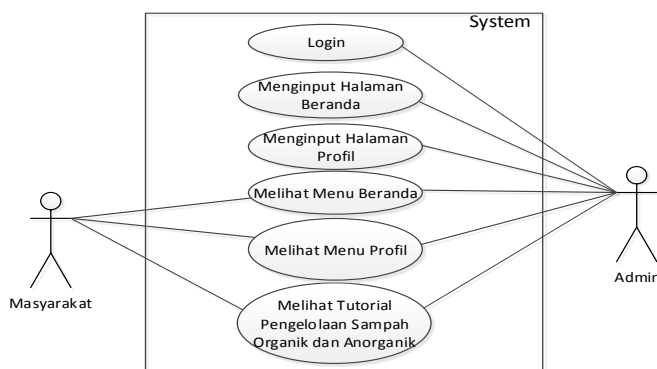 System
Login
Menginput Halaman
Beranda
Menginput Halaman
Profil
Melihat Menu Beranda
Melihat Menu Profil
Melihat Tutorial
Pengelolaan Sampah
Organik dan Anorganik
Masyarakat
Admin